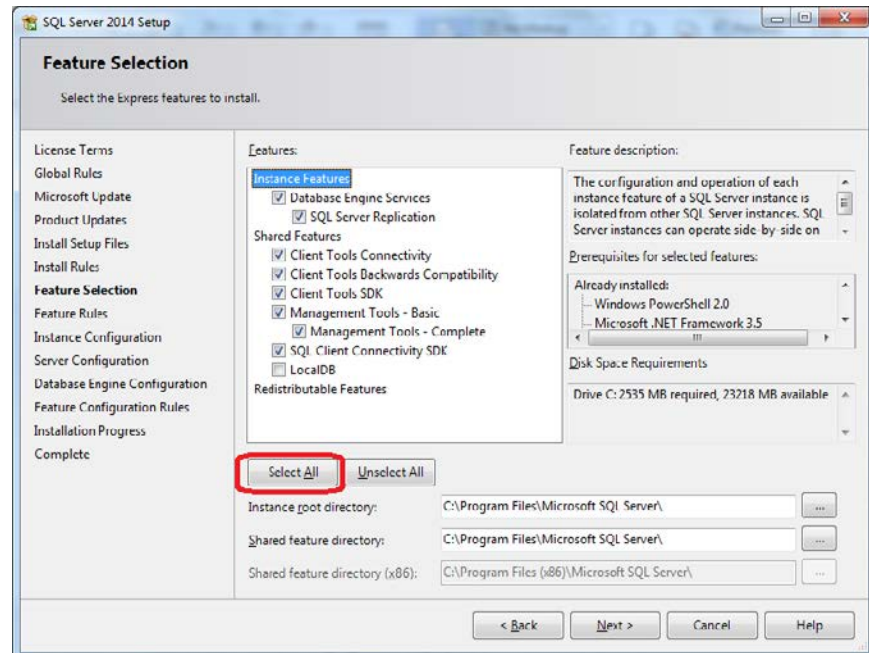 SQL Server 2014 Setup
Feature Selection
Select the Express features to install.
License Terms
Global Rules
Microsoft Update
Product Updates
Install Setup Files
Install Rules
Feature Selection
Feature Rules
Instance Configuration
Server Configuration
Database Engine Configuration
Feature Configuration Rules
Installation Progress
Complete
Features:
Instance Features
Database Engine Services
SQL Server Replication
Shared Features
Client Tools Connectivity
Client Tools Backwards Compatibility
Client Tools SDK
Management Tools - Basic
Management Tools - Complete
SQL Client Connectivity SDK
LocalDB
Redistributable Features
Feature description:
The configuration and operation of each
instance feature of a SQL Server instance is
isolated from other SQL Server instances. SQL
Server instances can operate side-by-side on
Prerequisites for selected features:
Already installed:
Windows PowerShell 2.0
Microsoft .NET Framework 3.5
Disk Space Requirements
Drive C: 2535 MB required, 23218 MB available
Select All
Unselect All
Instance root directory:
C:\Program Files\Microsoft SQL Server\
...
Shared feature directory:
C:\Program Files\Microsoft SQL Server\
...
Shared feature directory (x86):
C:\Program Files (x86)\Microsoft SQL Server\
...
< Back
Next >
Cancel
Help